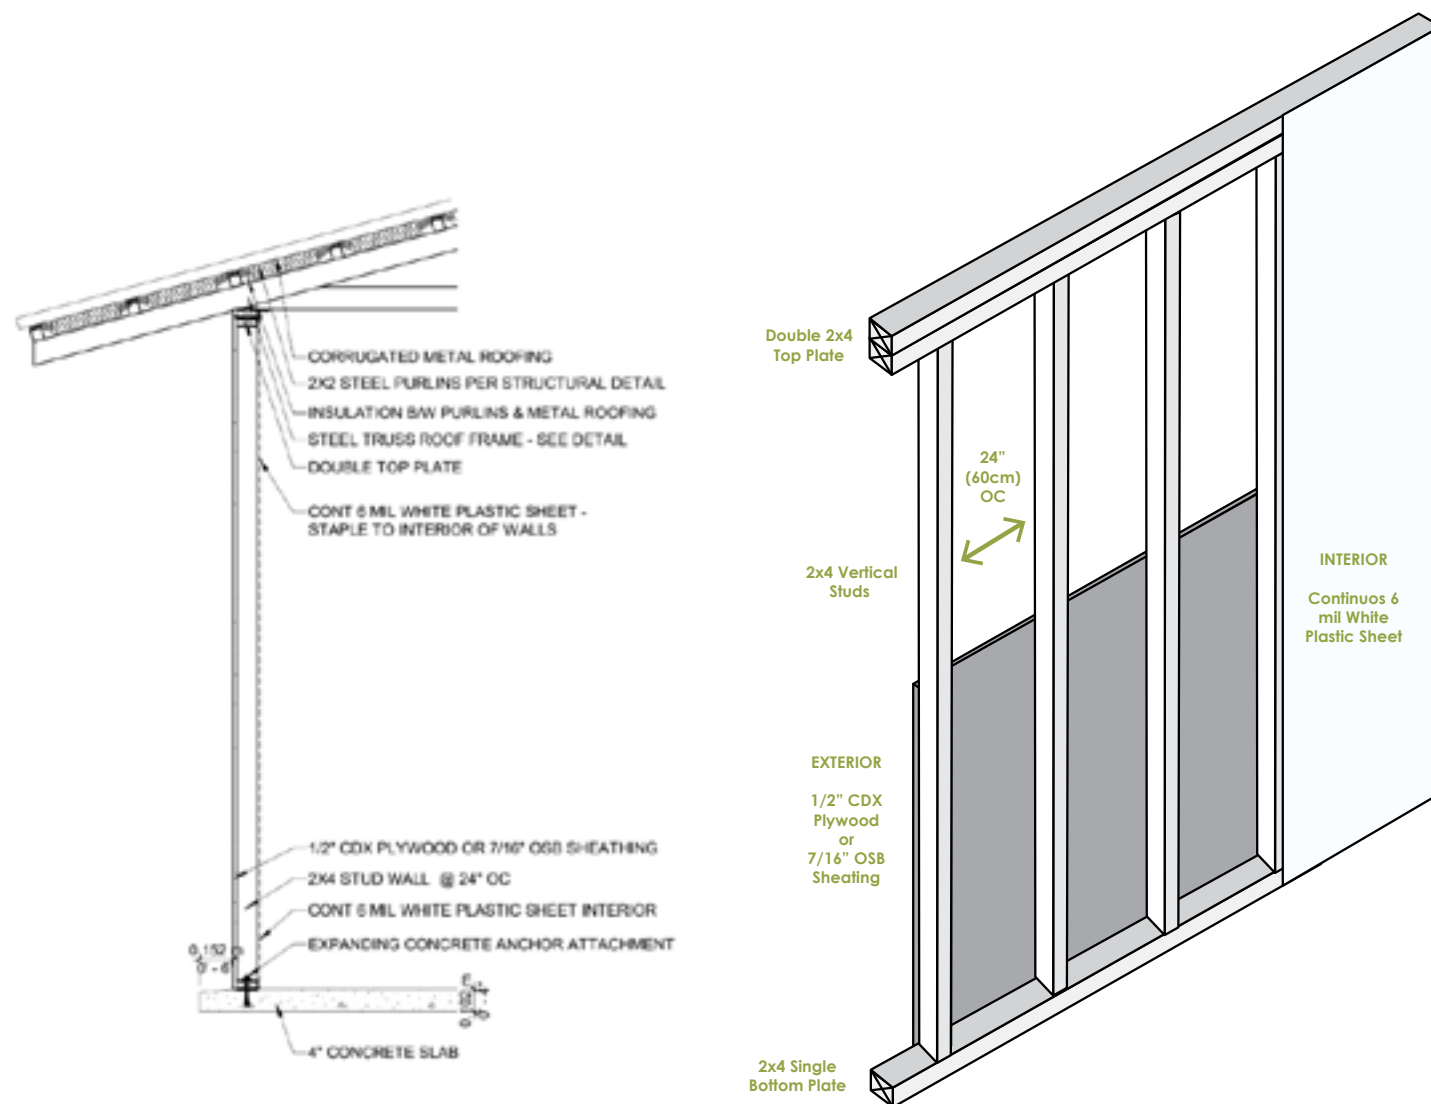 CORRUGATED METAL ROOFING
2X2 STEEL PURLINS PER STRUCTURAL DETAIL
INSULATION B/W PURLINS & METAL ROOFING
STEEL TRUSS ROOF FRAME - SEE DETAIL
DOUBLE TOP PLATE
CONT 6 MIL WHITE PLASTIC SHEET -
STAPLE TO INTERIOR OF WALLS
1/2" CDX PLYWOOD OR 7/16" OSB SHEATHING
2X4 STUD WALL @ 24" OC
CONT 6 MIL WHITE PLASTIC SHEET INTERIOR
EXPANDING CONCRETE ANCHOR ATTACHMENT
0.152
0'-6"
4" CONCRETE SLAB
Double 2x4
Top Plate
24”
(60cm)
OC
2x4 Vertical
Studs
INTERIOR
Continuos 6
mil White
Plastic Sheet
EXTERIOR
1/2” CDX
Plywood
or
7/16” OSB
Sheating
2x4 Single
Bottom Plate